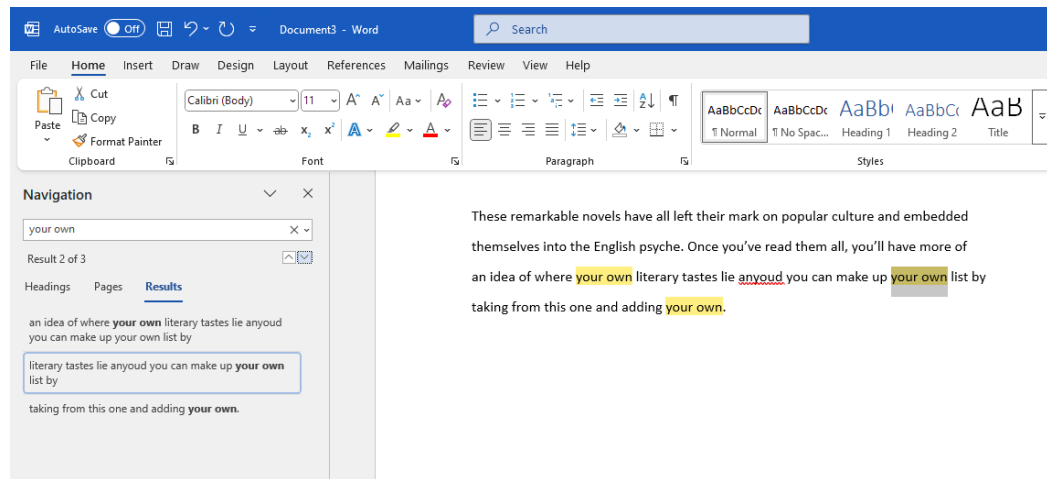 AutoSave Off Document3 - Word Search
File Home Insert Draw Design Layout References Mailings Review View Help
Paste Cut Copy Format Painter
Clipboard
Calibri (Body) 11 A A Aa A
B I U ab x₂ x² A A
Font
Paragraph
AaBbCcDc AaBbCcDc AaBb( AaBbCc AaB
¶ Normal ¶ No Spac... Heading 1 Heading 2 Title
Styles
Navigation
your own
Result 2 of 3
Headings Pages Results
an idea of where your own literary tastes lie anyoud
you can make up your own list by
literary tastes lie anyoud you can make up your own
list by
taking from this one and adding your own.
These remarkable novels have all left their mark on popular culture and embedded
themselves into the English psyche. Once you’ve read them all, you’ll have more of
an idea of where your own literary tastes lie anyoud you can make up your own list by
taking from this one and adding your own.